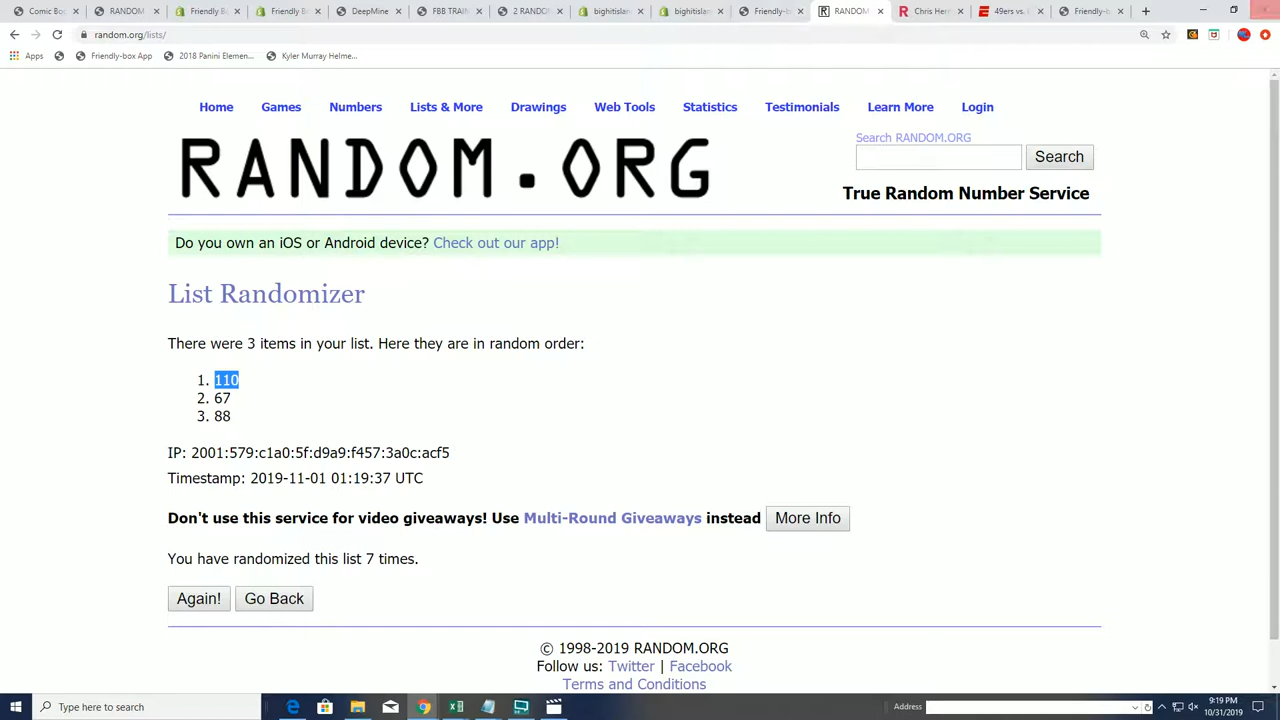 Comic Boo
RANDOM
Friendly B
Friendly B
DeepMine
FBB TRAIN
2 RANDOM
bighitislan
bighitislan
Friendly-b
RANDOM
Chris Hern
49ers vs.
Friendly-b
random.org/lists/
Apps Friendly-box App 2018 Panini Elemen... Kyler Murray Helme...
Home Games Numbers Lists & More Drawings Web Tools Statistics Testimonials Learn More Login
RANDOM.ORG
Search RANDOM.ORG
Search
True Random Number Service
Do you own an iOS or Android device? Check out our app!
List Randomizer
There were 3 items in your list. Here they are in random order:
1. 110
2. 67
3. 88
IP: 2001:579:c1a0:5f:d9a9:f457:3a0c:acf5
Timestamp: 2019-11-01 01:19:37 UTC
Don't use this service for video giveaways! Use Multi-Round Giveaways instead More Info
You have randomized this list 7 times.
Again! Go Back
© 1998-2019 RANDOM.ORG
Follow us: Twitter | Facebook
Terms and Conditions
Type here to search
Address
9:19 PM
10/31/2019